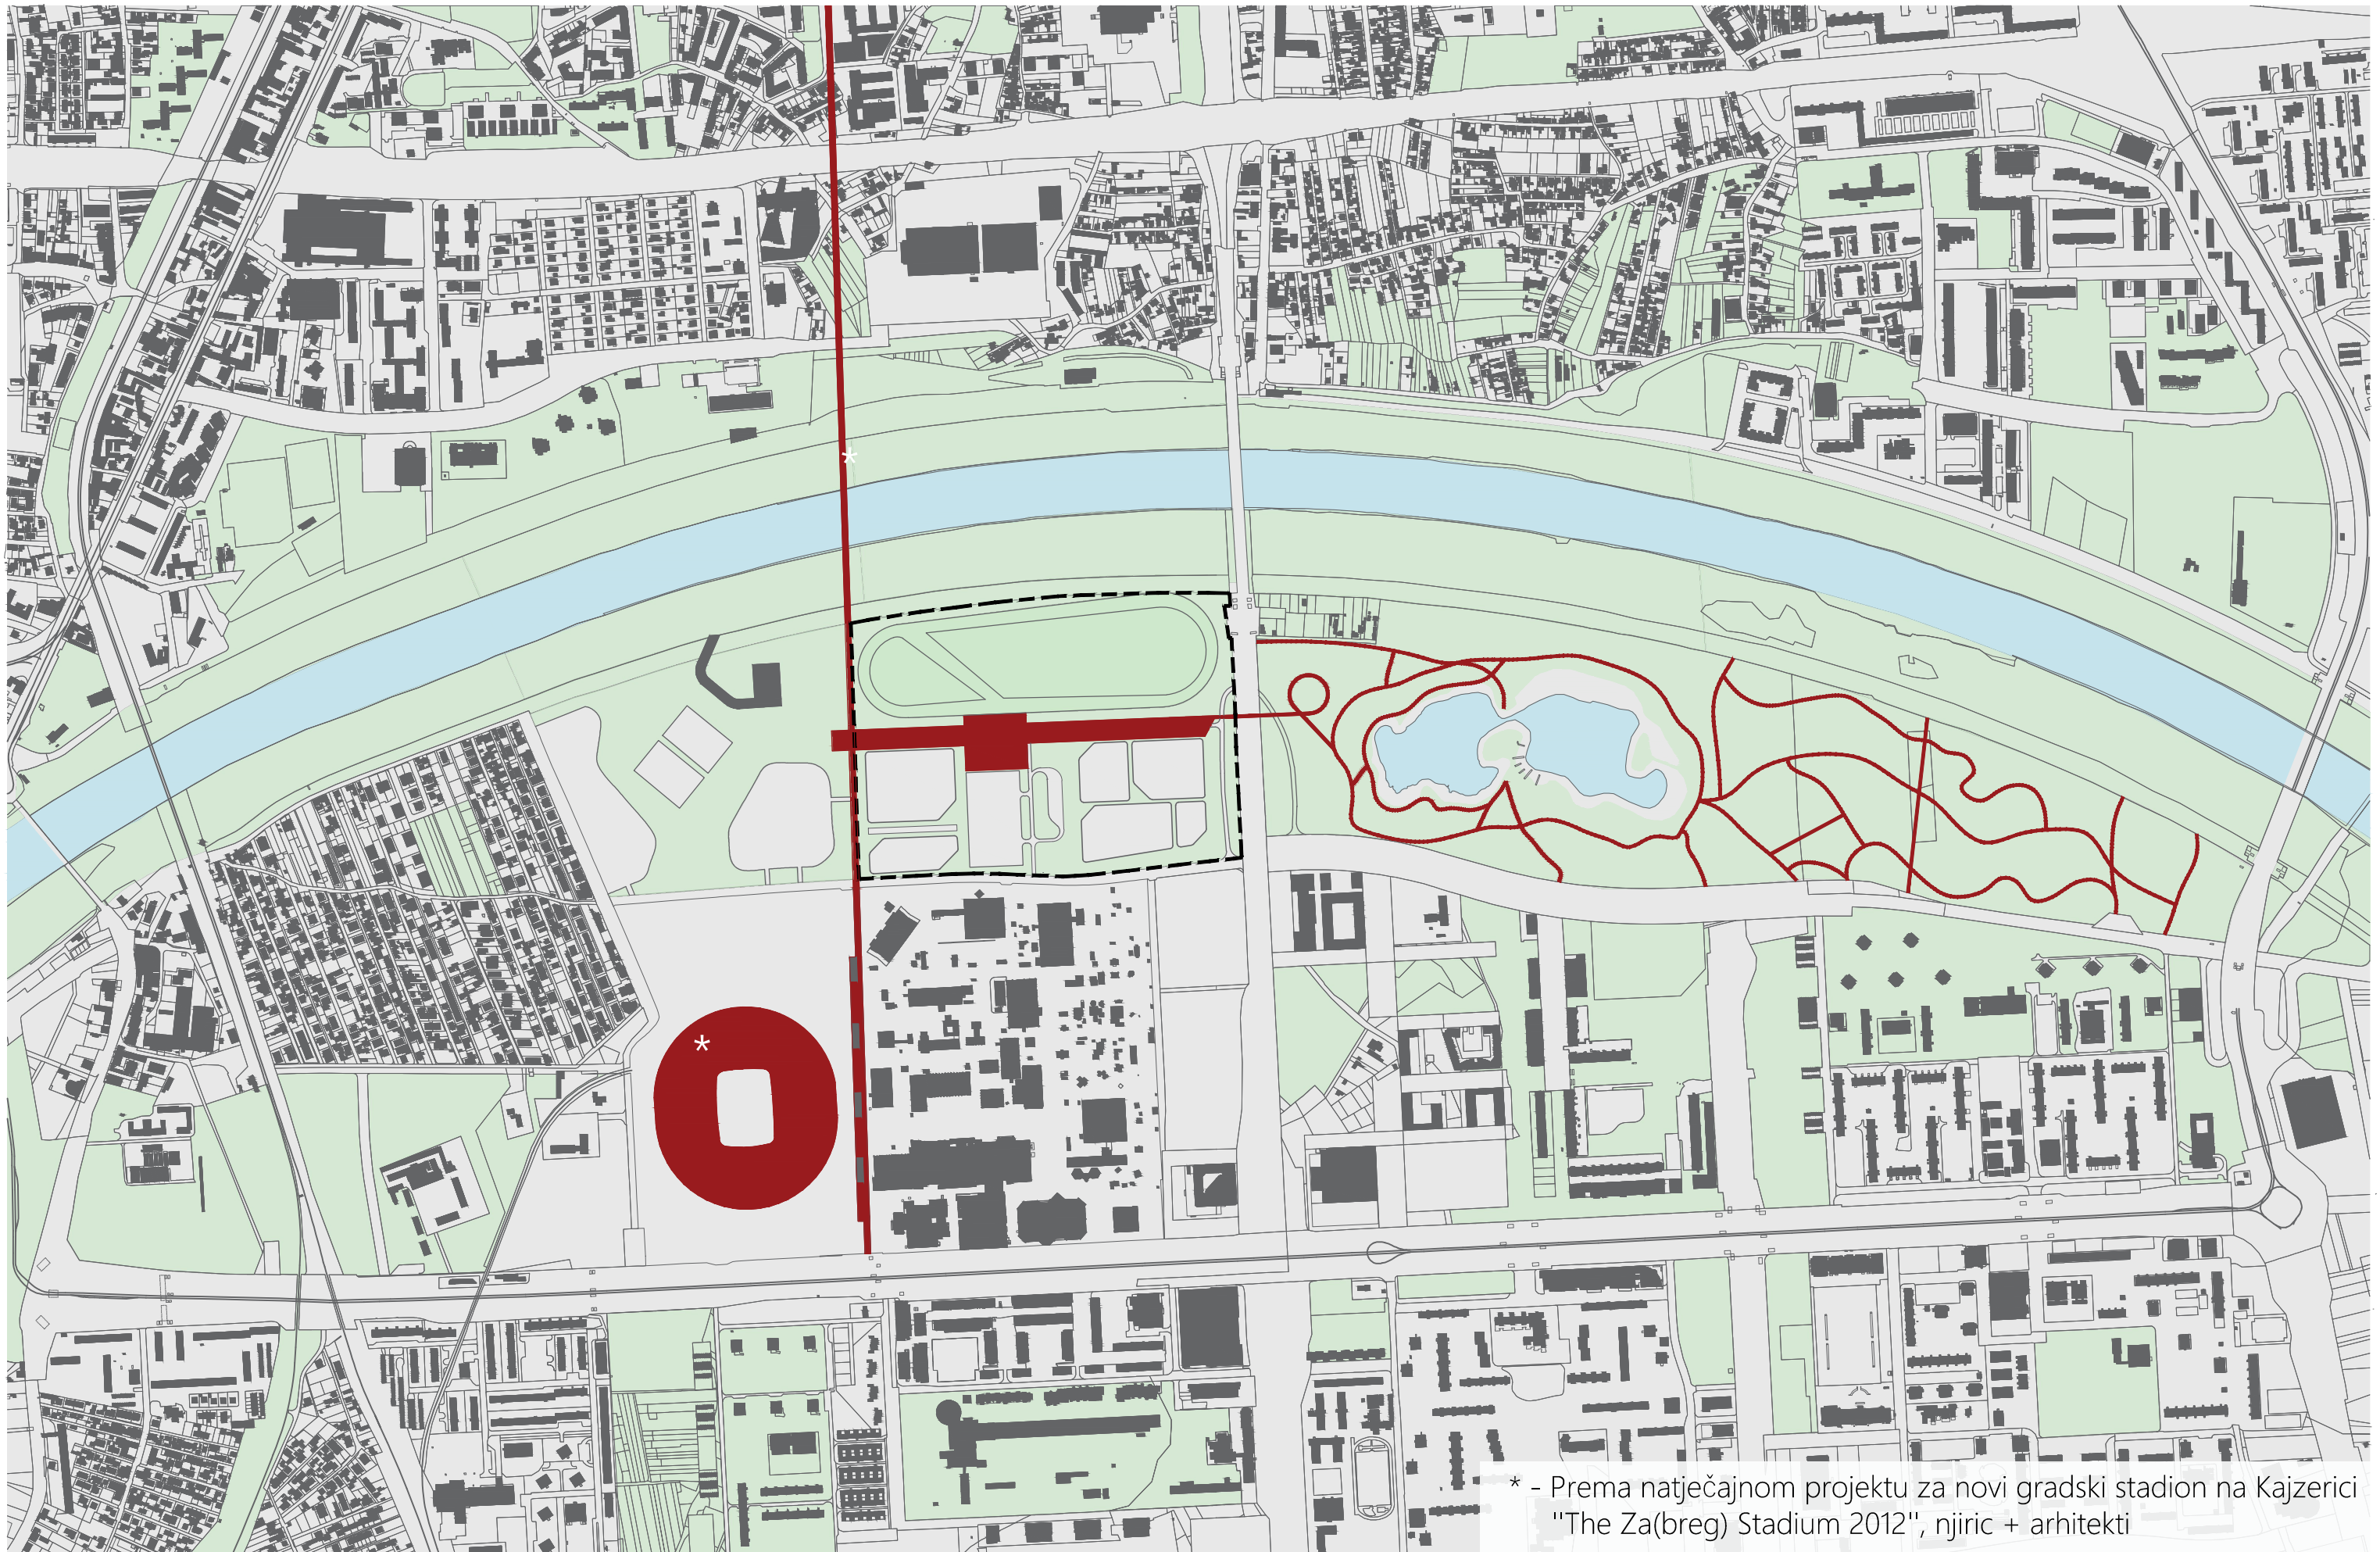 *
*
* - Prema natječajnom projektu za novi gradski stadion na Kajzerici
"The Za(breg) Stadium 2012", njiric + arhitekti